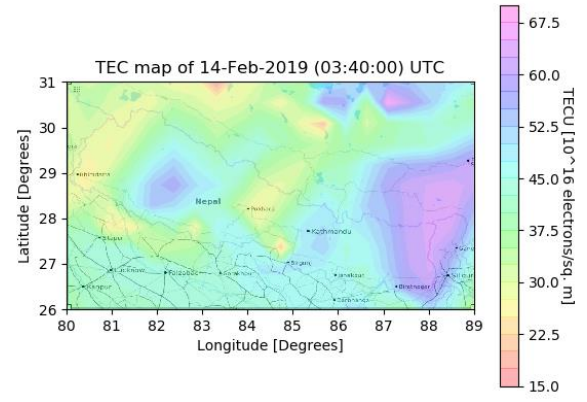 TEC map of 14-Feb-2019 (03:40:00) UTC
31
30
29
28
27
26
Latitude [Degrees]
80 81 82 83 84 85 86 87 88 89
Longitude [Degrees]
Nepal
Pokhara
Kathmandu
Birganj
Biratnagar
Kanpur
67.5
60.0
52.5
45.0
37.5
30.0
22.5
15.0
TECU [10^16 electrons/sq. m]